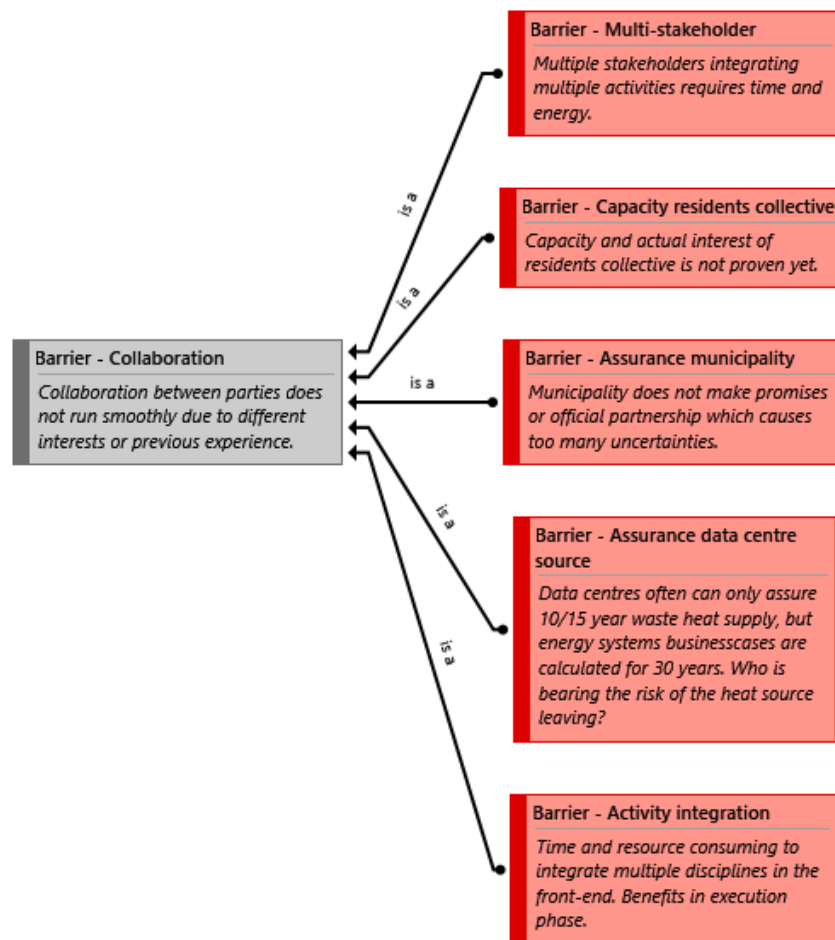 Barrier - Multi-stakeholder
Multiple stakeholders integrating
multiple activities requires time and
energy.
is a
Barrier - Capacity residents collective
Capacity and actual interest of
residents collective is not proven yet.
is a
Barrier - Collaboration
Collaboration between parties does
not run smoothly due to different
interests or previous experience.
is a
Barrier - Assurance municipality
Municipality does not make promises
or official partnership which causes
too many uncertainties.
is a
Barrier - Assurance data centre
source
Data centres often can only assure
10/15 year waste heat supply, but
energy systems businesscases are
calculated for 30 years. Who is
bearing the risk of the heat source
leaving?
is a
Barrier - Activity integration
Time and resource consuming to
integrate multiple disciplines in the
front-end. Benefits in execution
phase.